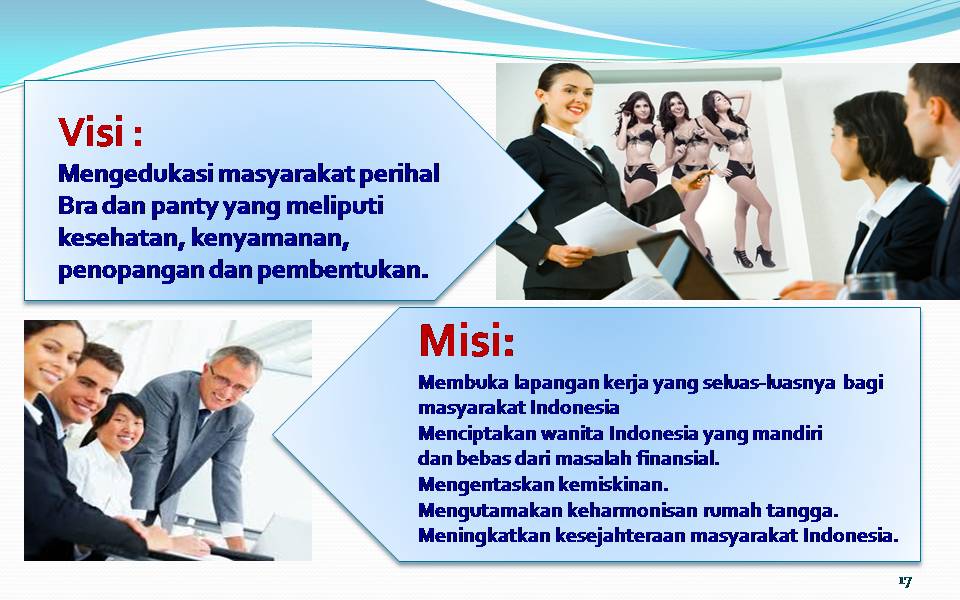 Visi :
Mengedukasi masyarakat perihal
Bra dan panty yang meliputi
kesehatan, kenyamanan,
penopangan dan pembentukan.
Misi:
Membuka lapangan kerja yang seluas-luasnya bagi
masyarakat Indonesia
Menciptakan wanita Indonesia yang mandiri
dan bebas dari masalah finansial.
Mengentaskan kemiskinan.
Mengutamakan keharmonisan rumah tangga.
Meningkatkan kesejahteraan masyarakat Indonesia.
17